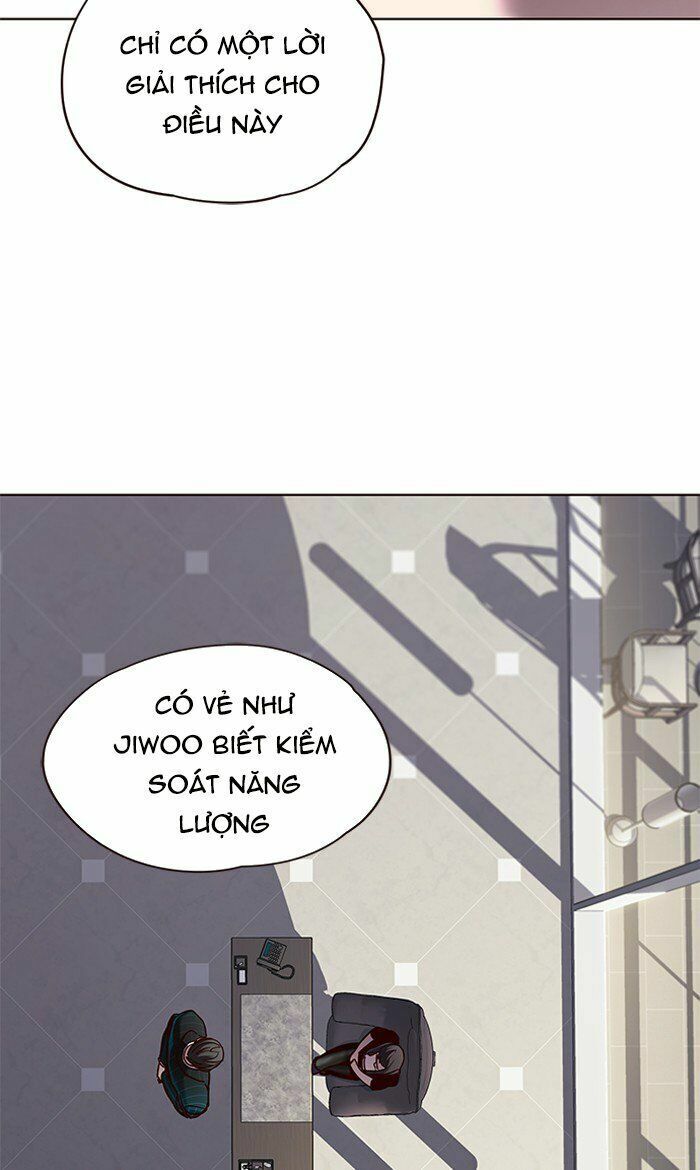 CHỈ CÓ MỘT LỜI
GIẢI THÍCH CHO
ĐIỀU NÀY
CÓ VẺ NHƯ
JIWOO BIẾT KIỂM
SOÁT NĂNG
LƯỢNG